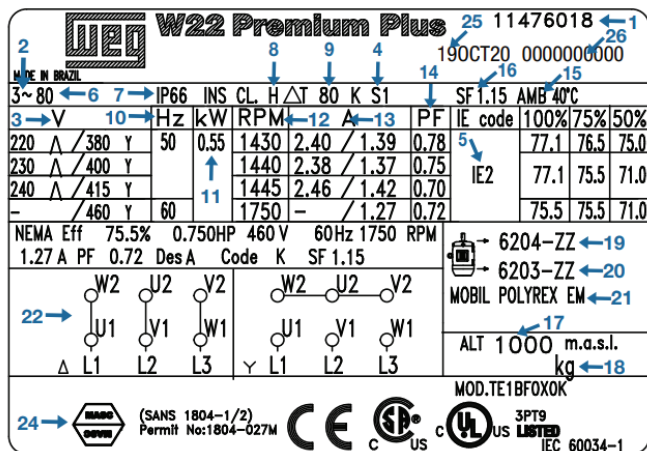 W22 Premium Plus 11476018 1
25 26
WEG 190CT20 0000000000
2 8 9 4 16 15
MADE IN BRAZIL
3~ 80 6 7 IP66 INS CL. H △T 80 K S1 14 SF 1.15 AMB 40°C
3 V 10 Hz kW RPM 12 A 13 PF IE code 100% 75% 50%
220 △ / 380 Y 50 0.55 1430 2.40 / 1.39 0.78 5 77.1 76.5 75.0
230 △ / 400 Y 1440 2.38 / 1.37 0.75 IE2 77.1 75.5 71.0
240 △ / 415 Y 11 1445 2.46 / 1.42 0.70
- / 460 Y 60 1750 - / 1.27 0.72 75.5 75.5 71.0
NEMA Eff 75.5% 0.750HP 460 V 60Hz 1750 RPM
1.27 A PF 0.72 Des A Code K SF 1.15
6204-ZZ 19
6203-ZZ 20
MOBIL POLYREX EM 21
22 W2 U2 V2 W2 U2 V2
U1 V1 W1 U1 V1 W1
△ L1 L2 L3 Y L1 L2 L3
17
ALT 1000 m.a.s.l.
kg 18
MOD.TE1BFOXOK
24 (SANS 1804-1/2)
Permit No:1804-027M
CE C SA US C UL US 3PT9
LISTED
IEC 60034-1